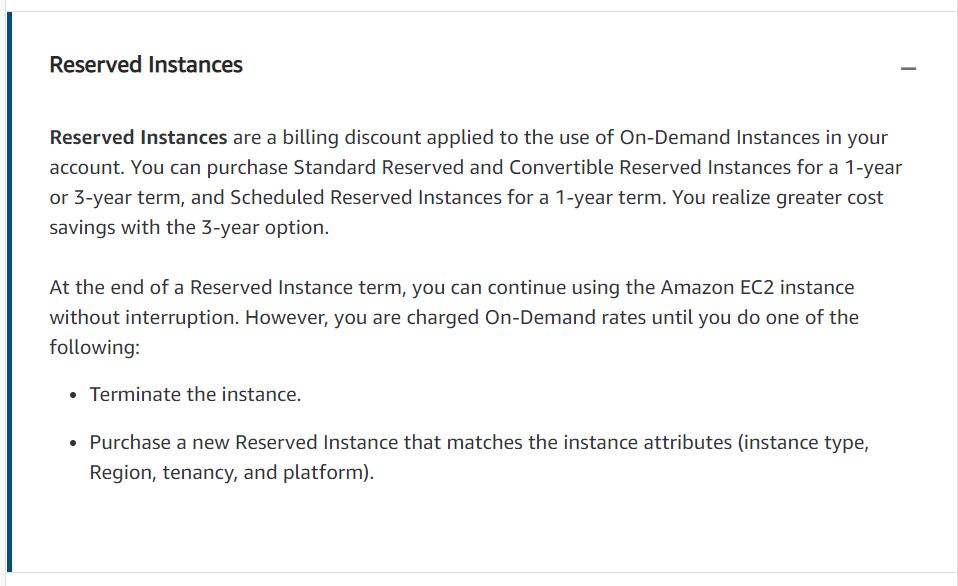 Reserved Instances
Reserved Instances are a billing discount applied to the use of On-Demand Instances in your
account. You can purchase Standard Reserved and Convertible Reserved Instances for a 1-year
or 3-year term, and Scheduled Reserved Instances for a 1-year term. You realize greater cost
savings with the 3-year option.
At the end of a Reserved Instance term, you can continue using the Amazon EC2 instance
without interruption. However, you are charged On-Demand rates until you do one of the
following:
• Terminate the instance.
• Purchase a new Reserved Instance that matches the instance attributes (instance type,
Region, tenancy, and platform).